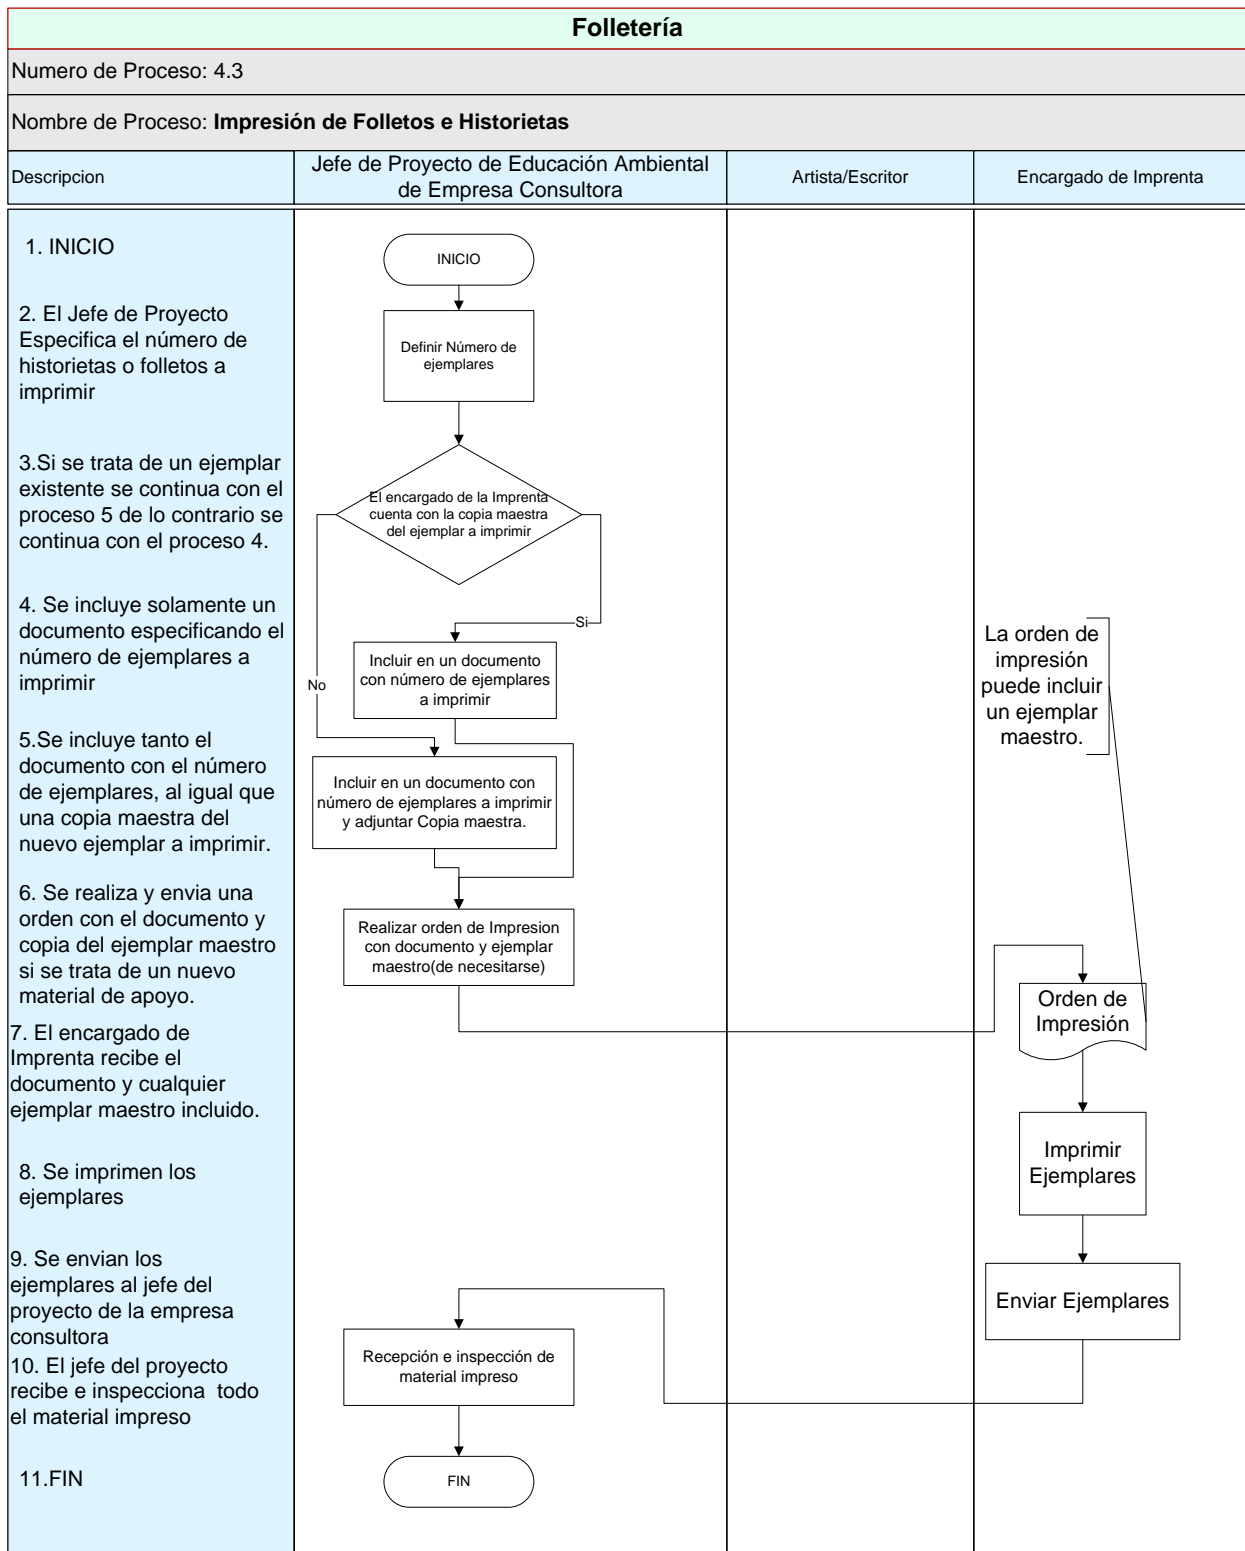 Folletería
Numero de Proceso: 4.3
Nombre de Proceso: Impresión de Folletos e Historietas
Descripcion
Jefe de Proyecto de Educación Ambiental
de Empresa Consultora
Artista/Escritor
Encargado de Imprenta
1. INICIO
2. El Jefe de Proyecto
Especifica el número de
historietas o folletos a
imprimir
3.Si se trata de un ejemplar
existente se continua con el
proceso 5 de lo contrario se
continua con el proceso 4.
4. Se incluye solamente un
documento especificando el
número de ejemplares a
imprimir
5.Se incluye tanto el
documento con el número
de ejemplares, al igual que
una copia maestra del
nuevo ejemplar a imprimir.
6. Se realiza y envia una
orden con el documento y
copia del ejemplar maestro
si se trata de un nuevo
material de apoyo.
7. El encargado de
Imprenta recibe el
documento y cualquier
ejemplar maestro incluido.
8. Se imprimen los
ejemplares
9. Se envian los
ejemplares al jefe del
proyecto de la empresa
consultora
10. El jefe del proyecto
recibe e inspecciona  todo
el material impreso
11.FIN
INICIO
Definir Número de
ejemplares
El encargado de la Imprenta
cuenta con la copia maestra
del ejemplar a imprimir
Si
No
Incluir en un documento
con número de ejemplares
a imprimir
Incluir en un documento con
número de ejemplares a imprimir
y adjuntar Copia maestra.
Realizar orden de Impresion
con documento y ejemplar
maestro(de necesitarse)
Recepción e inspección de
material impreso
FIN
La orden de
impresión
puede incluir
un ejemplar
maestro.
Orden de
Impresión
Imprimir
Ejemplares
Enviar Ejemplares